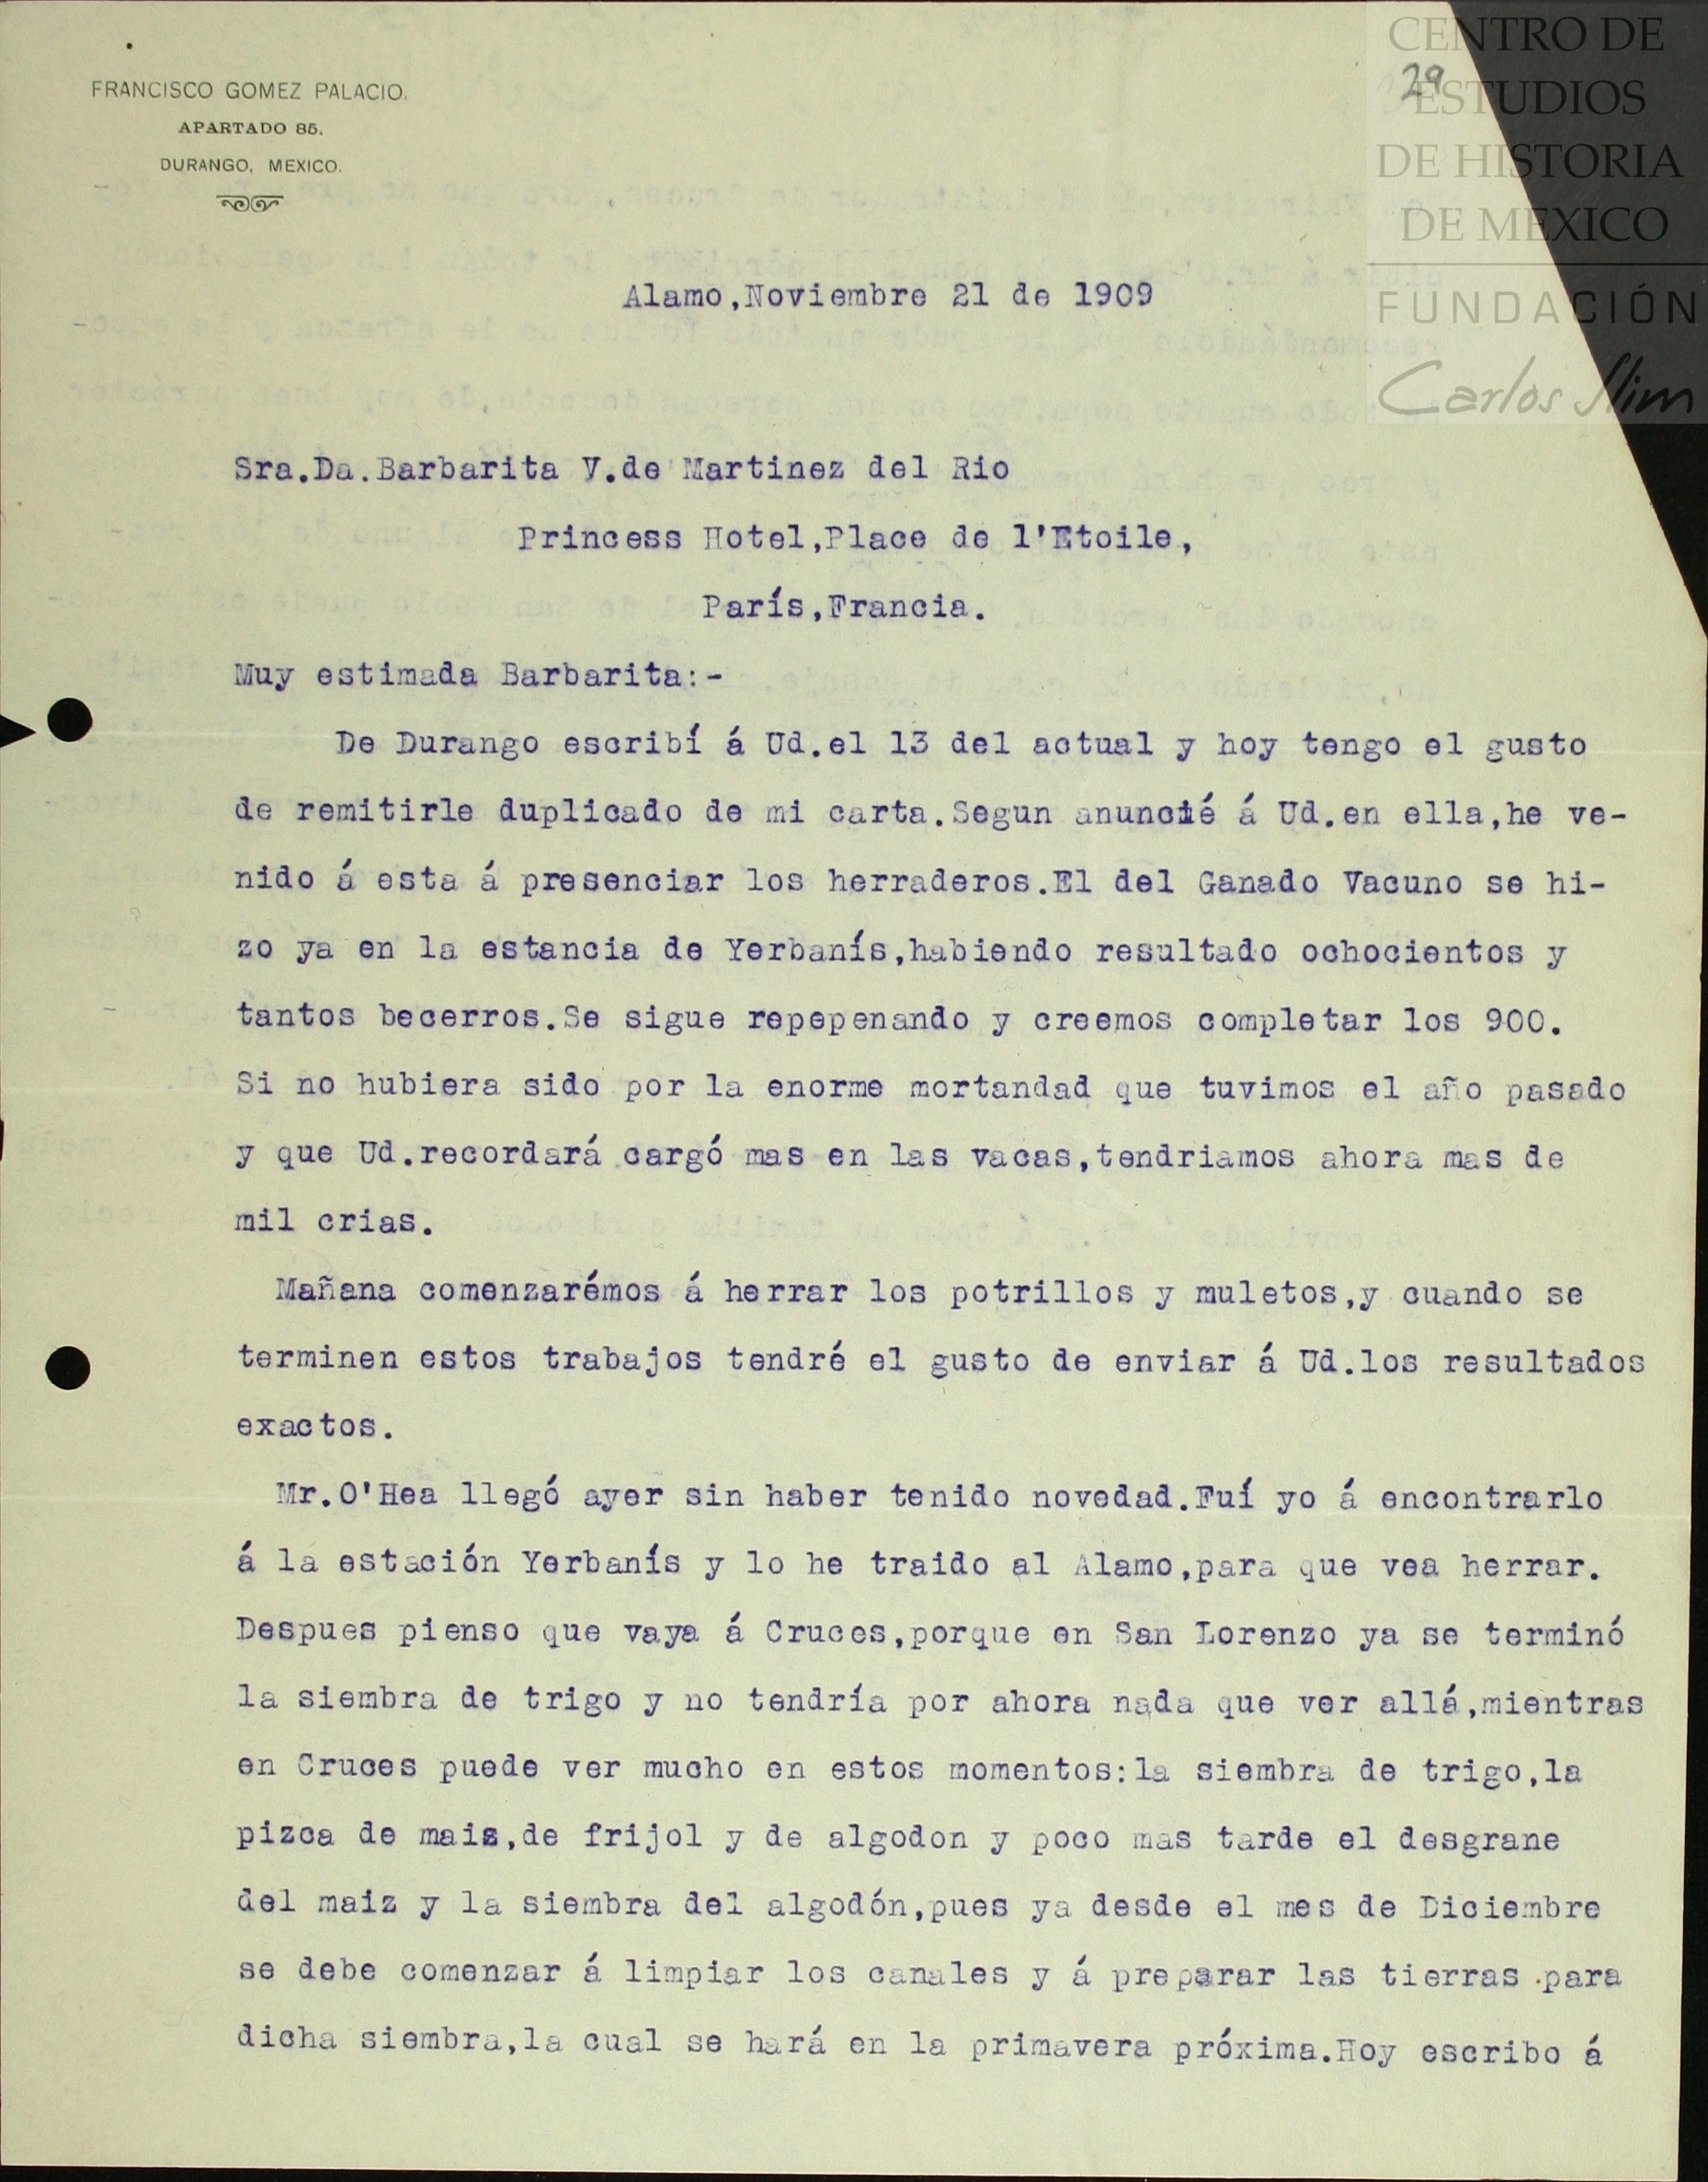 FRANCISCO GOMEZ PALACIO.
APARTADO 85.
DURANGO, MEXICO.
CENTRO DE
ESTUDIOS
DE HISTORIA
DE MEXICO
FUNDACIÓN
Carlos Slim
29
Alamo,Noviembre 21 de 1909
Sra.Da.Barbarita V.de Martinez del Rio
Princess Hotel,Place de l'Etoile,
París,Francia.
Muy estimada Barbarita:-
De Durango escribí á Ud.el 13 del actual y hoy tengo el gusto
de remitirle duplicado de mi carta.Segun anuncié á Ud.en ella,he ve-
nido á esta á presenciar los herraderos.El del Ganado Vacuno se hi-
zo ya en la estancia de Yerbanís,habiendo resultado ochocientos y
tantos becerros.Se sigue repepenando y creemos completar los 900.
Si no hubiera sido por la enorme mortandad que tuvimos el año pasado
y que Ud.recordará cargó mas en las vacas,tendriamos ahora mas de
mil crias.
Mañana comenzarémos á herrar los potrillos y muletos,y cuando se
terminen estos trabajos tendré el gusto de enviar á Ud.los resultados
exactos.
Mr.O'Hea llegó ayer sin haber tenido novedad.Fuí yo á encontrarlo
á la estación Yerbanís y lo he traido al Alamo,para que vea herrar.
Despues pienso que vaya á Cruces,porque en San Lorenzo ya se terminó
la siembra de trigo y no tendría por ahora nada que ver allá,mientras
en Cruces puede ver mucho en estos momentos:la siembra de trigo,la
pizca de maiz,de frijol y de algodon y poco mas tarde el desgrane
del maiz y la siembra del algodón,pues ya desde el mes de Diciembre
se debe comenzar á limpiar los canales y á preparar las tierras para
dicha siembra,la cual se hará en la primavera próxima.Hoy escribo á